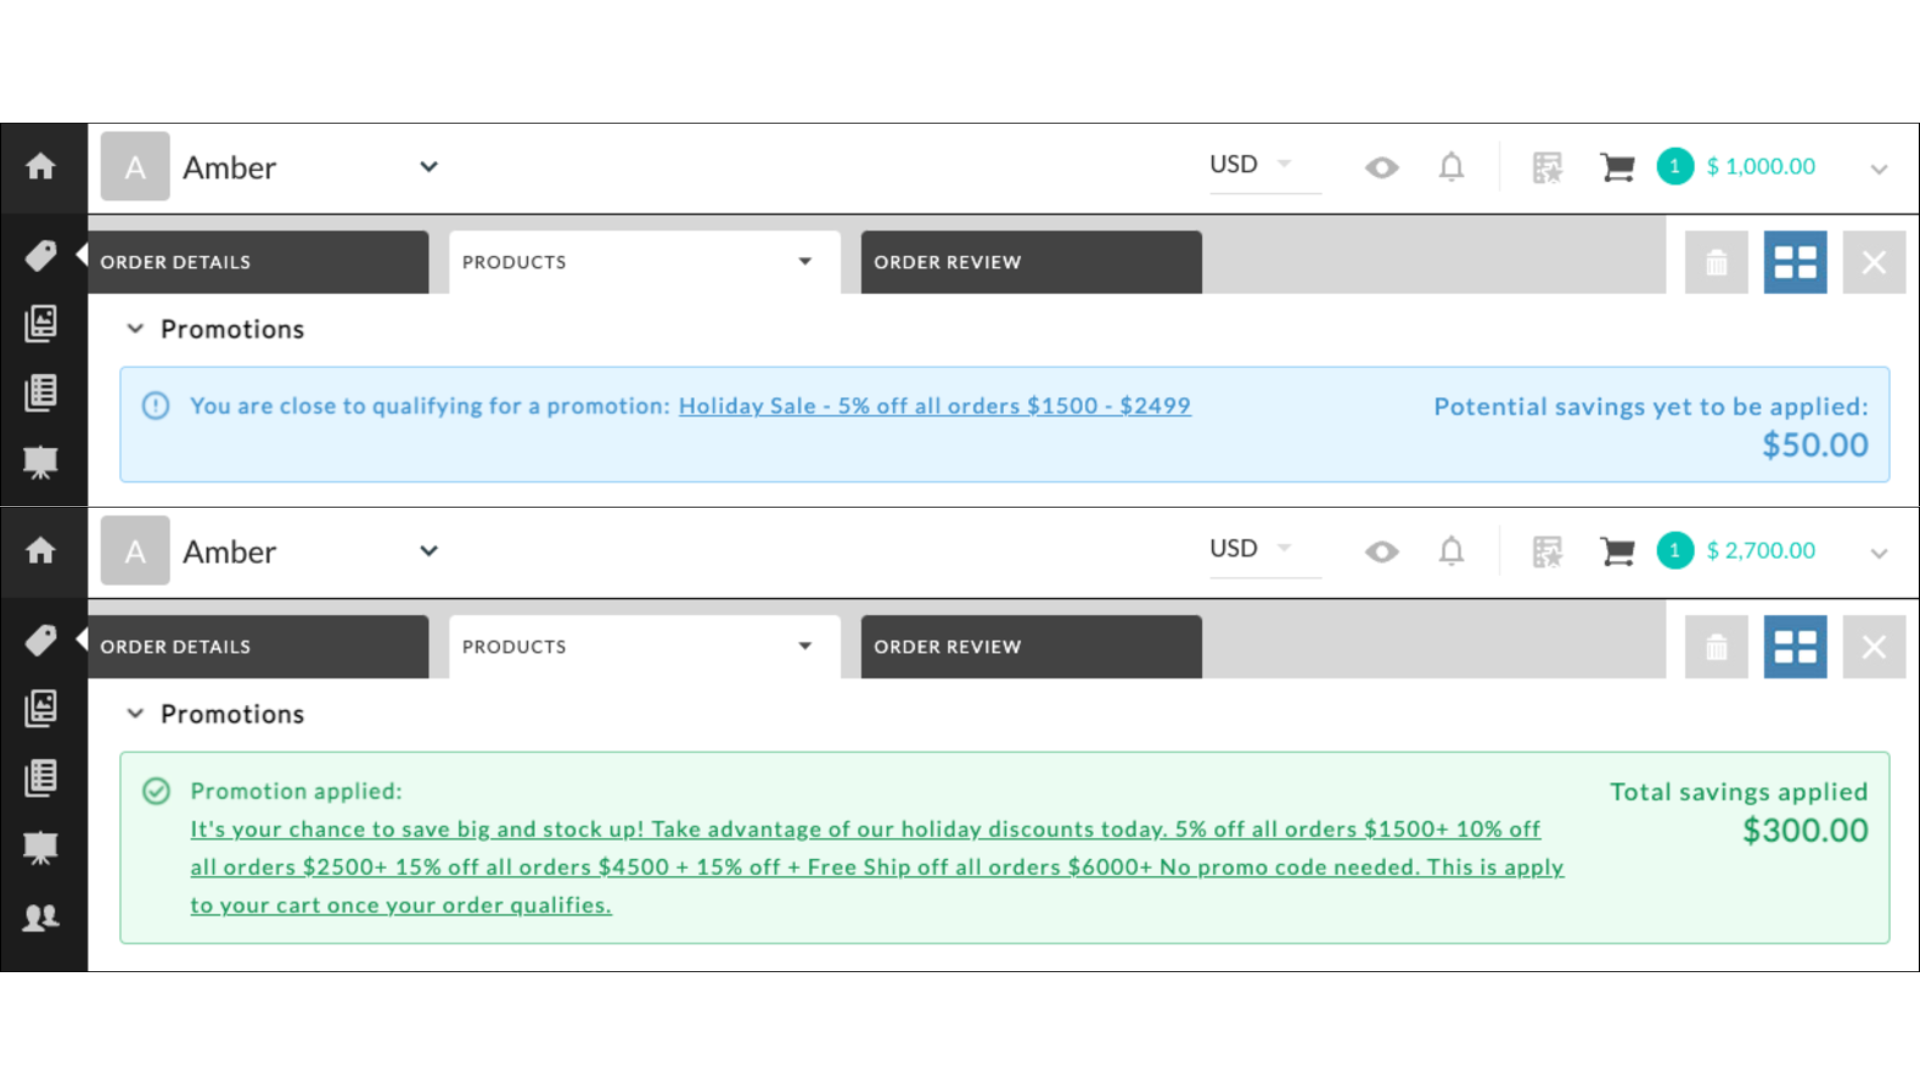 A Amber USD 1 $ 1,000.00
ORDER DETAILS PRODUCTS ORDER REVIEW
Promotions
You are close to qualifying for a promotion: Holiday Sale - 5% off all orders $1500 - $2499 Potential savings yet to be applied:
$50.00
A Amber USD 1 $ 2,700.00
ORDER DETAILS PRODUCTS ORDER REVIEW
Promotions
Promotion applied: Total savings applied
It's your chance to save big and stock up! Take advantage of our holiday discounts today. 5% off all orders $1500+ 10% off $300.00
all orders $2500+ 15% off all orders $4500 + 15% off + Free Ship off all orders $6000+ No promo code needed. This is apply
to your cart once your order qualifies.